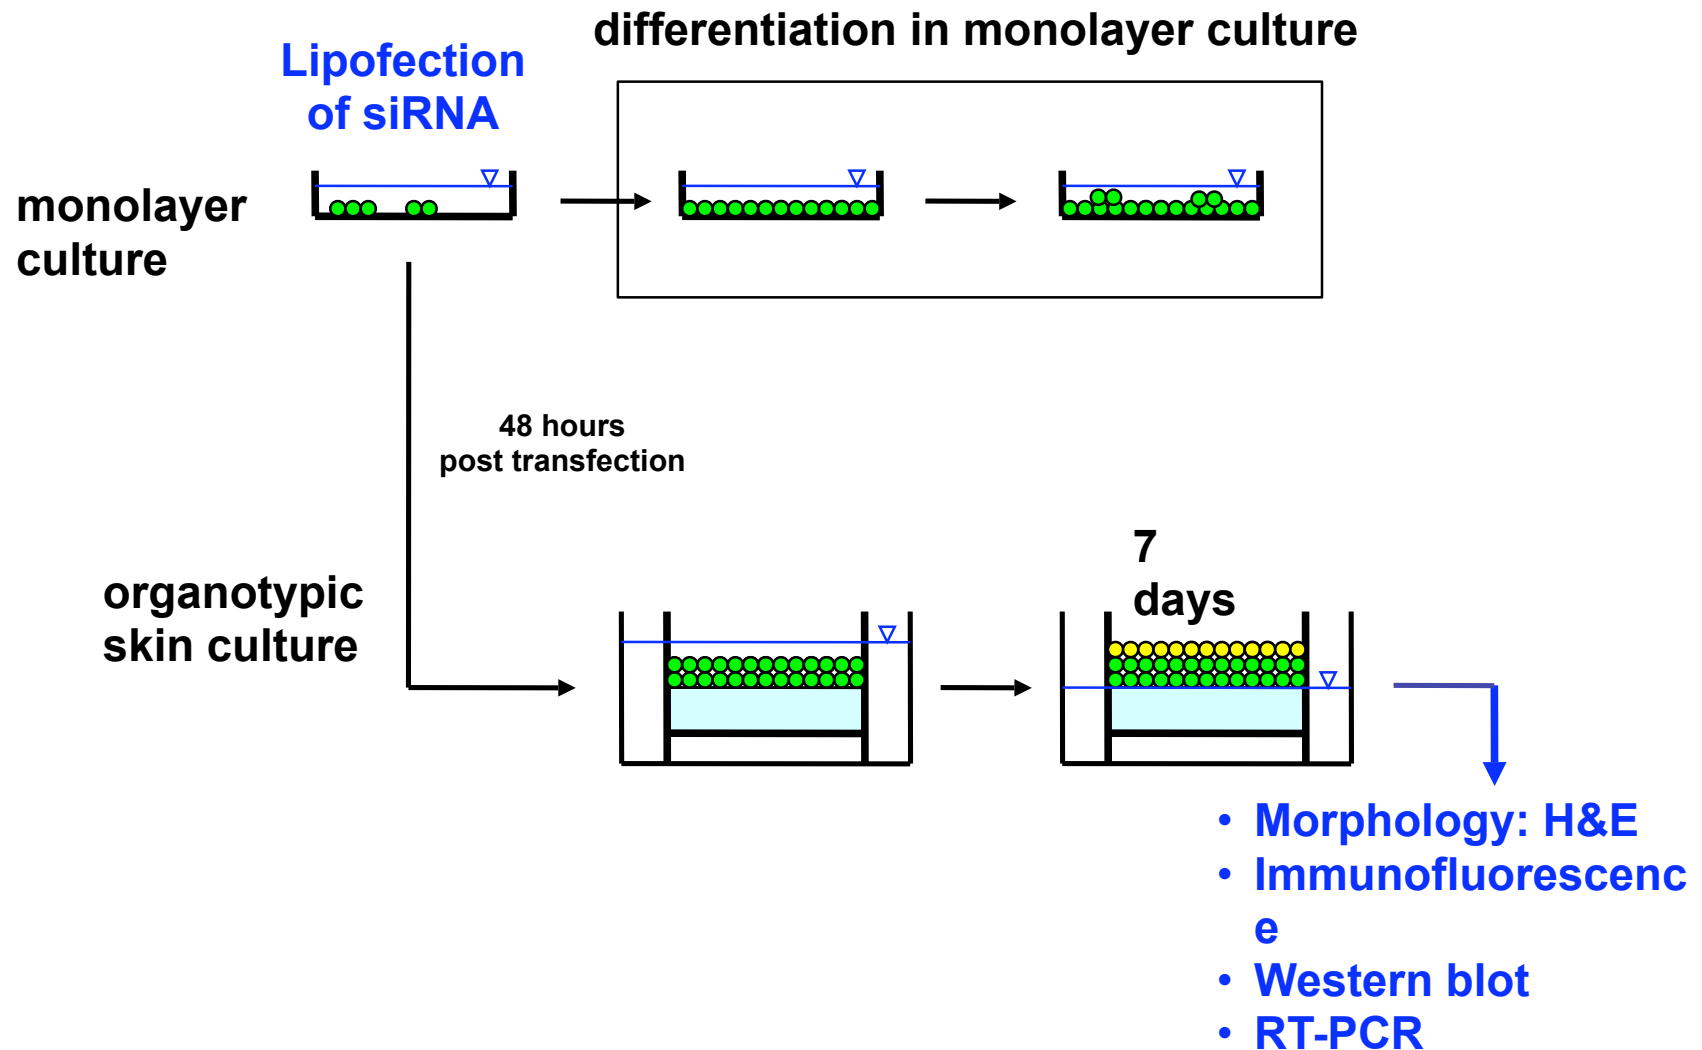 differentiation in monolayer culture
Lipofection
of siRNA
monolayer
culture
48 hours
post transfection
7
days
organotypic
skin culture
• Morphology: H&E
• Immunofluorescenc
e
• Western blot
• RT-PCR